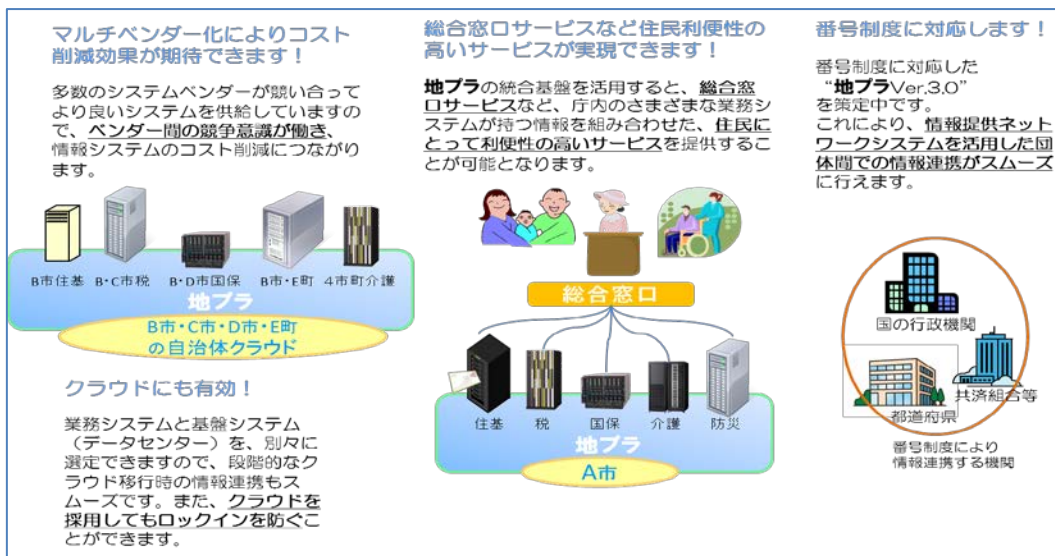 マルチベンダー化によりコスト
削減効果が期待できます！
多数のシステムベンダーが競い合って
より良いシステムを供給していますの
で、ベンダー間の競争意識が働き、
情報システムのコスト削減につながり
ます。
B市住基 B・C市税 B・D市国保 B市・E町 4市町介護
地プラ
B市・C市・D市・E町
の自治体クラウド
クラウドにも有効！
業務システムと基盤システム
（データセンター）を、別々に
選定できますので、段階的なク
ラウド移行時の情報連携もス
ムーズです。また、クラウドを
採用してもロックインを防ぐこ
とができます。
総合窓口サービスなど住民利便性の
高いサービスが実現できます！
地プラの統合基盤を活用すると、総合窓
口サービスなど、庁内のさまざまな業務シ
ステムが持つ情報を組み合わせた、住民に
とって利便性の高いサービスを提供するこ
とが可能となります。
総合窓口
住基 税 国保 介護 防災
地プラ
A市
番号制度に対応します！
番号制度に対応した
“地プラVer.3.0”
を策定中です。
これにより、情報提供ネット
ワークシステムを活用した団
体間での情報連携がスムーズ
に行えます。
国の行政機関
共済組合等
都道府県
番号制度により
情報連携する機関